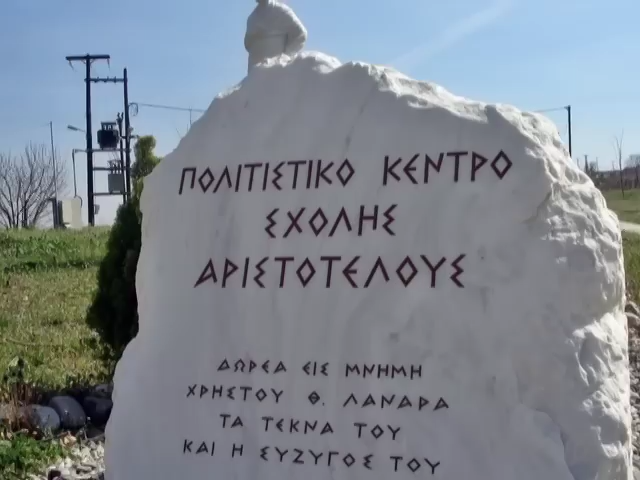 ΠΟΛΙΤΙΣΤΙΚΟ ΚΕΝΤΡΟ
ΣΧΟΛΗΣ
ΑΡΙΣΤΟΤΕΛΟΥΣ
ΔΩΡΕΑ ΕΙΣ ΜΝΗΜΗ
ΧΡΗΣΤΟΥ Θ. ΛΑΝΑΡΑ
ΤΑ ΤΕΚΝΑ ΤΟΥ
ΚΑΙ Η ΣΥΖΥΓΟΣ ΤΟΥ